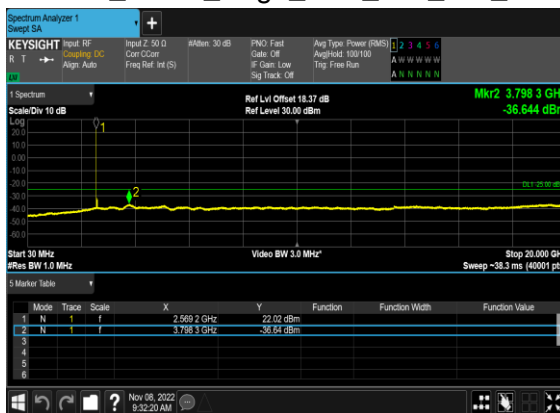 Spectrum Analyzer 1
Swept SA
+
KEYSIGHT Input: RF Input Z: 50 Ω #Atten: 30 dB PNO: Fast Avg Type: Power (RMS) 1 2 3 4 5 6
R T Coupling: DC Corr CCorr Gate: Off Avg|Hold: 100/100 A W W W W W
Align: Auto Freq Ref: Int (S) IF Gain: Low Trig: Free Run
LXI Sig Track: Off A N N N N N
1 Spectrum Ref Lvl Offset 18.37 dB Mkr2 3.798 3 GH
Scale/Div 10 dB Ref Level 30.00 dBm -36.644 dBr
Log
20.0
10.0
0.00
-10.0
-20.0
-30.0
-40.0
-50.0
-60.0
1
2
DL1 -25.00 dB
Start 30 MHz Video BW 3.0 MHz* Stop 20.000 GH
#Res BW 1.0 MHz Sweep ~38.3 ms (40001 pt
5 Marker Table
Mode Trace Scale X Y Function Function Width Function Value
1 N 1 f 2.569 2 GHz 22.02 dBm
2 N 1 f 3.798 3 GHz -36.64 dBm
3
4
5
6
? Nov 08, 2022
9:32:20 AM